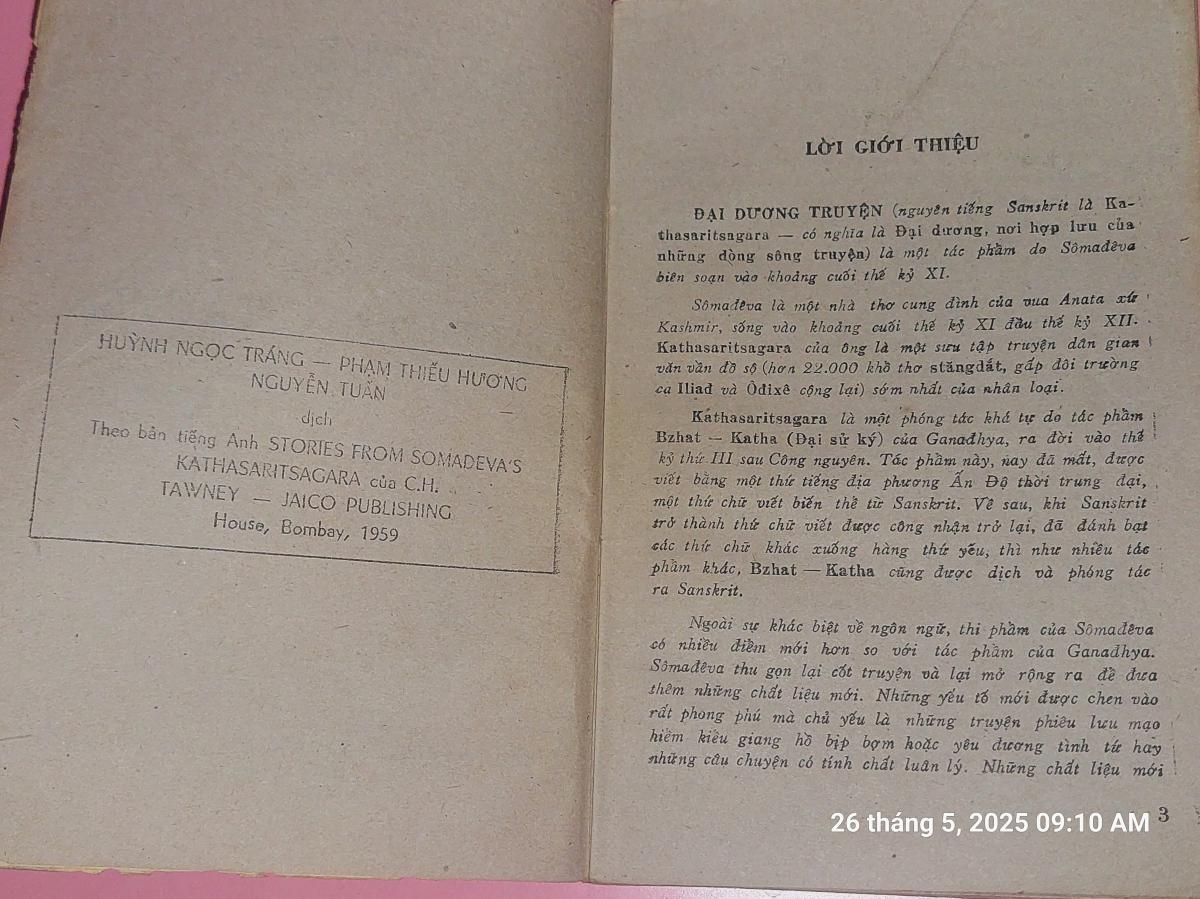 HUỲNH NGỌC TRẢNG — PHẠM THIẾU HƯƠNG
NGUYỄN TUẤN
dịch
Theo bản tiếng Anh STORIES FROM SOMADEVA'S
KATHASARITSAGARA của C.H.
TAWNEY — JAICO PUBLISHING
House, Bombay, 1959
LỜI GIỚI THIỆU
ĐẠI DƯƠNG TRUYỆN (nguyên tiếng Sanskrit là Ka-
thasaritsagara — có nghĩa là Đại dương, nơi hợp lưu của
những dòng sông truyện) là một tác phẩm do Sômađêva
biên soạn vào khoảng cuối thế kỷ XI.
Sômađêva là một nhà thơ cung đình của vua Anata xứ
Kashmir, sống vào khoảng cuối thế kỷ XI đầu thế kỷ XII.
Kathasaritsagara của ông là một sưu tập truyện dân gian
văn vần đồ sộ (hơn 22.000 khổ thơ stăngđắt, gấp đôi trường
ca Iliad và Ôdixê cộng lại) sớm nhất của nhân loại.
Kathasaritsagara là một phóng tác khá tự do tác phẩm
Bzhat — Katha (Đại sử ký) của Ganadhya, ra đời vào thế
kỷ thứ III sau Công nguyên. Tác phẩm này, nay đã mất, được
viết bằng một thứ tiếng địa phương Ấn Độ thời trung đại,
một thứ chữ viết biến thể từ Sanskrit. Về sau, khi Sanskrit
trở thành thứ chữ viết được công nhận trở lại, đã đánh bạt
các thứ chữ khác xuống hàng thứ yếu, thì như nhiều tác
phẩm khác, Bzhat — Katha cũng được dịch và phóng tác
ra Sanskrit.
Ngoài sự khác biệt về ngôn ngữ, thi phẩm của Sômađêva
có nhiều điểm mới hơn so với tác phẩm của Ganadhya.
Sômađêva thu gọn lại cốt truyện và lại mở rộng ra để đưa
thêm những chất liệu mới. Những yếu tố mới được chen vào
rất phong phú mà chủ yếu là những truyện phiêu lưu mạo
hiểm kiểu giang hồ bịp bợm hoặc yêu đương tình tứ hay
những câu chuyện có tính chất luân lý. Những chất liệu mới
3
26 tháng 5, 2025 09:10 AM